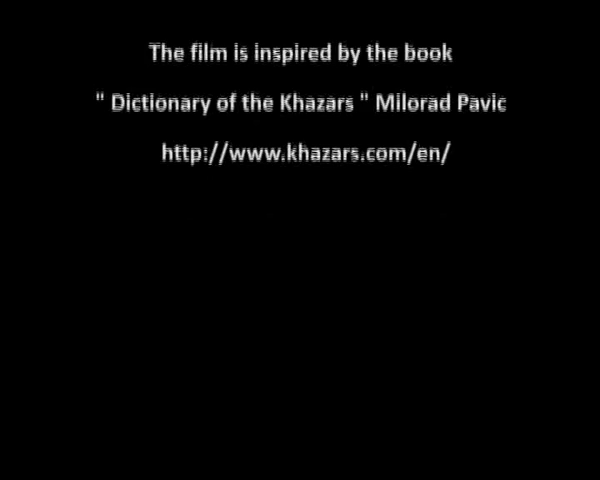 The film is inspired by the book
" Dictionary of the Khazars " Milorad Pavic
http://www.khazars.com/en/